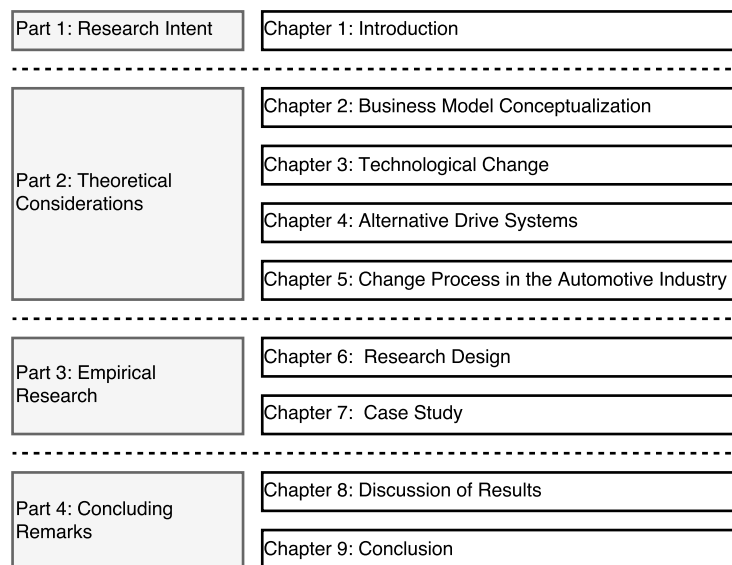 Part 1: Research Intent
Chapter 1: Introduction
Part 2: Theoretical
Considerations
Chapter 2: Business Model Conceptualization
Chapter 3: Technological Change
Chapter 4: Alternative Drive Systems
Chapter 5: Change Process in the Automotive Industry
Part 3: Empirical
Research
Chapter 6:  Research Design
Chapter 7:  Case Study
Part 4: Concluding
Remarks
Chapter 8: Discussion of Results
Chapter 9: Conclusion